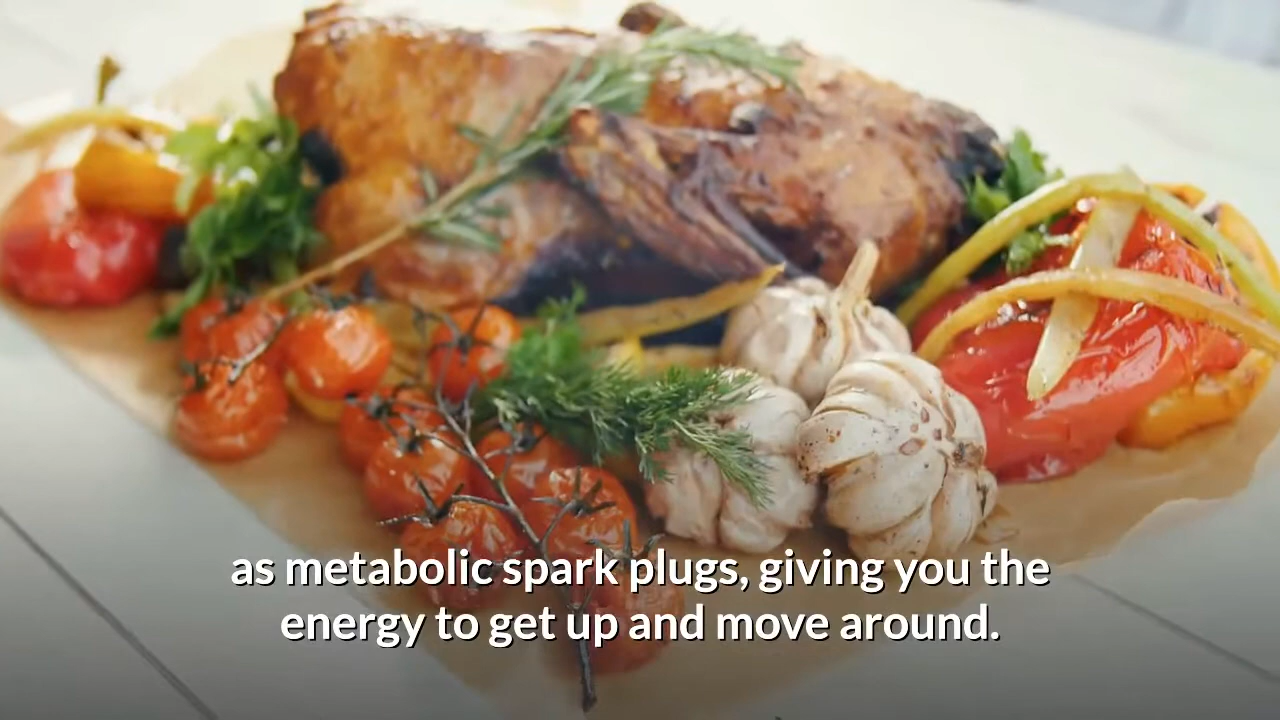 as metabolic spark plugs, giving you the
energy to get up and move around.